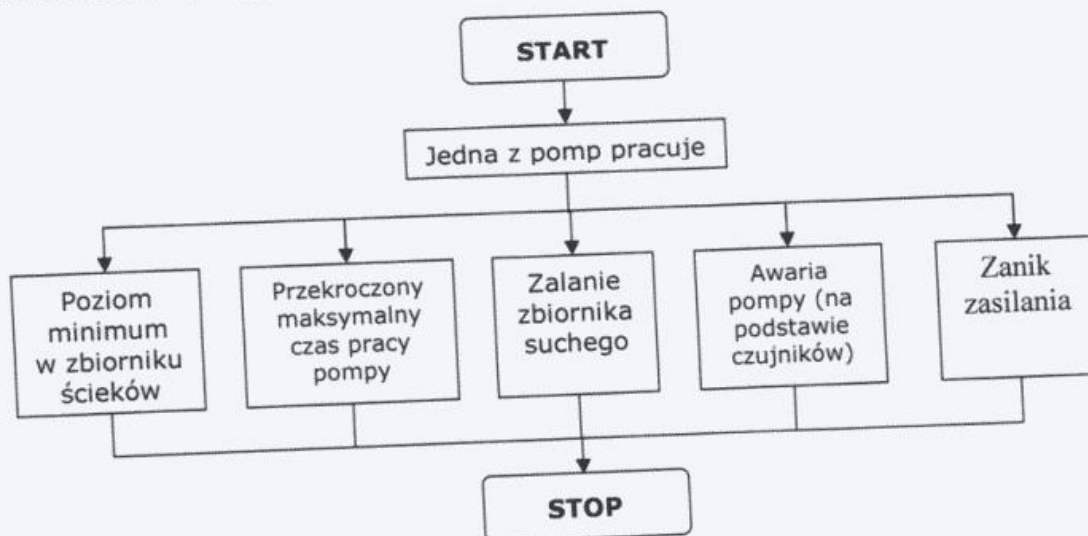 START
Jedna z pomp pracuje
Poziom
minimum
w zbiorniku
ścieków
Przekroczony
maksymalny
czas pracy
pompy
Zalanie
zbiornika
suchego
Awaria
pompy (na
podstawie
czujników)
Zanik
zasilania
STOP